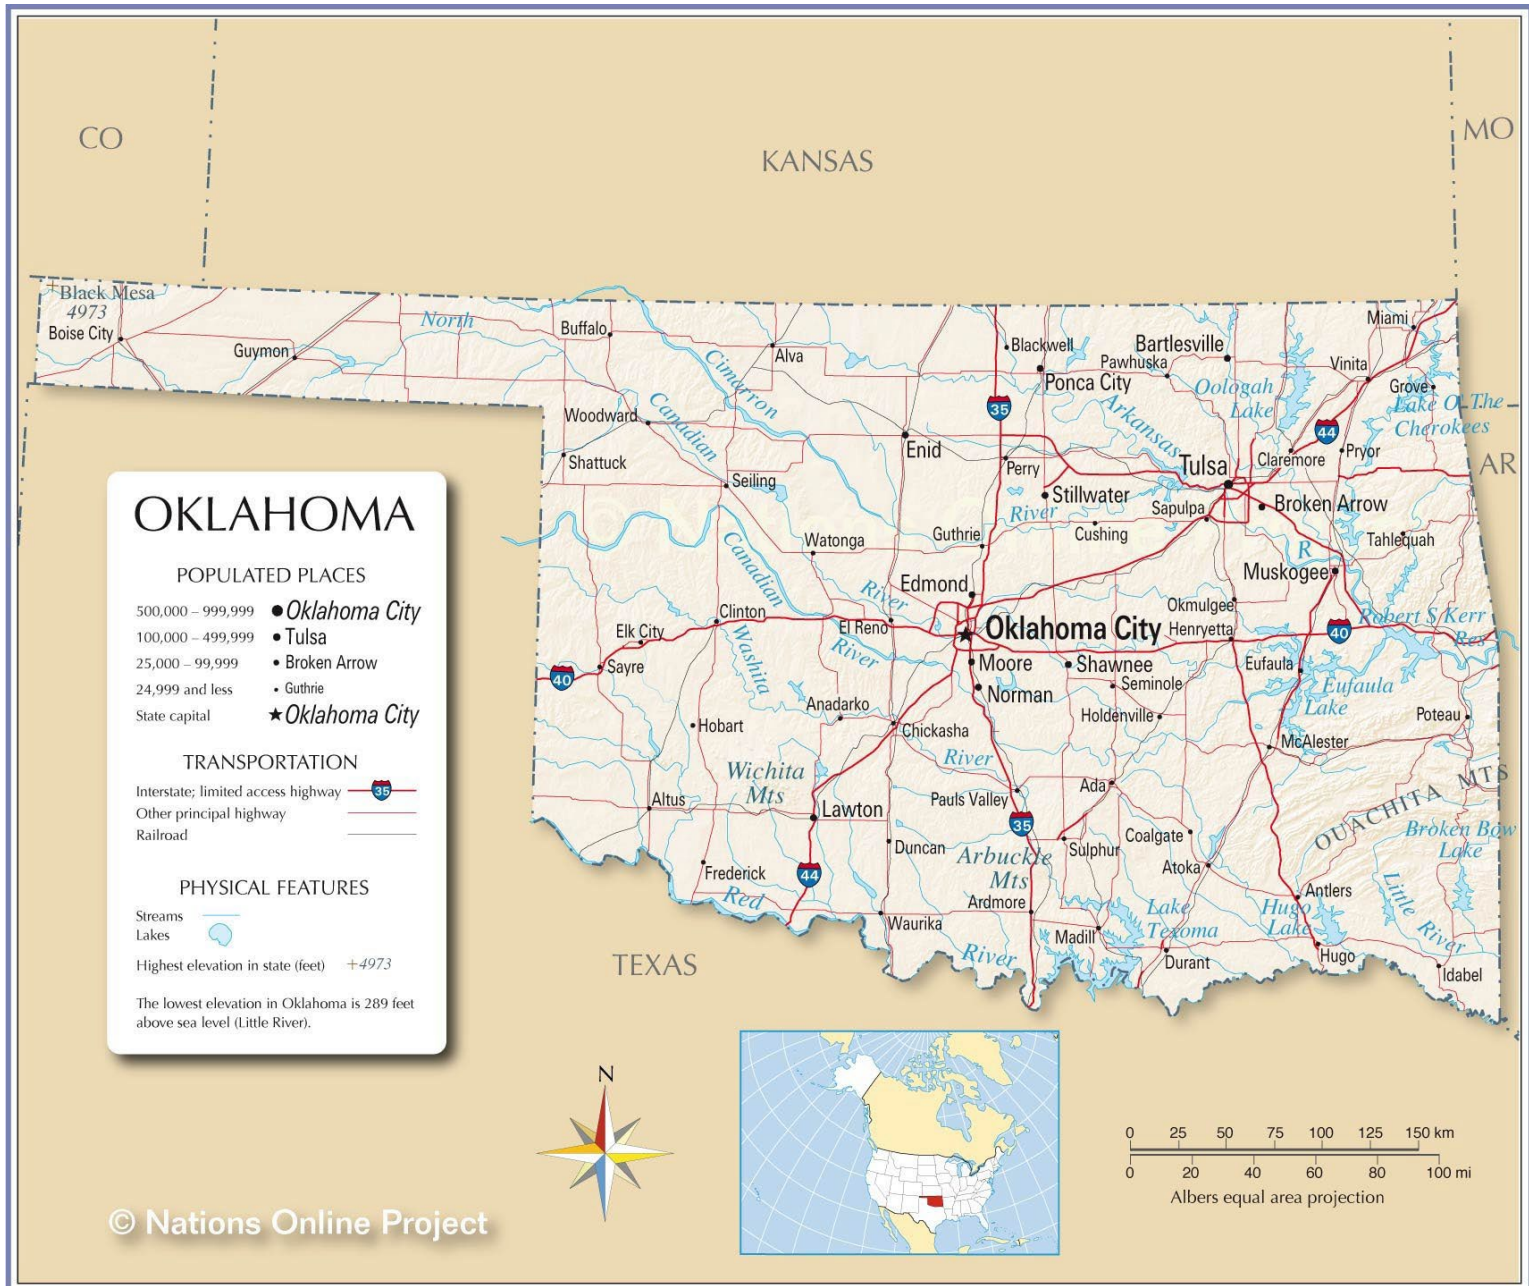 CO
KANSAS
MO
Black Mesa
4973
Boise City
Guymon
North
Buffalo
Alva
Cimarron
Blackwell
Ponca City
Bartlesville
Pawhuska
Oologah
Lake
Miami
Vinita
Grove
Lake O' The
Cherokees
Woodward
Canadian
Shattuck
Seiling
Enid
35
Perry
Arkansas
Tulsa
Claremore
44
Pryor
AR
Stillwater
River
Cushing
Sapulpa
Broken Arrow
Guthrie
Watonga
Canadian
River
Edmond
R
Tahlequah
Muskogee
Okmulgee
Henryetta
40
Robert S Kerr
Res
Clinton
Elk City
Sayre
40
Washita
El Reno
River
Oklahoma City
Moore
Norman
Shawnee
Seminole
Holdenville
Eufaula
Eufaula
Lake
Poteau
McAlester
Hobart
Anadarko
Chickasha
River
Wichita
Mts
Altus
Lawton
Pauls Valley
35
Ada
Sulphur
Coalgate
Atoka
OUACHITA MTS
Broken Bow
Lake
Frederick
44
Duncan
Arbuckle
Mts
Ardmore
Antlers
Little River
Red
Waurika
River
Madill
Lake
Texoma
Durant
Hugo
Lake
Hugo
Idabel
TEXAS
OKLAHOMA
POPULATED PLACES
500,000 – 999,999 Oklahoma City
100,000 – 499,999 Tulsa
25,000 – 99,999 Broken Arrow
24,999 and less Guthrie
State capital Oklahoma City
TRANSPORTATION
Interstate; limited access highway 35
Other principal highway
Railroad
PHYSICAL FEATURES
Streams
Lakes
Highest elevation in state (feet) +4973
The lowest elevation in Oklahoma is 289 feet
above sea level (Little River).
N
0 25 50 75 100 125 150 km
0 20 40 60 80 100 mi
Albers equal area projection
© Nations Online Project